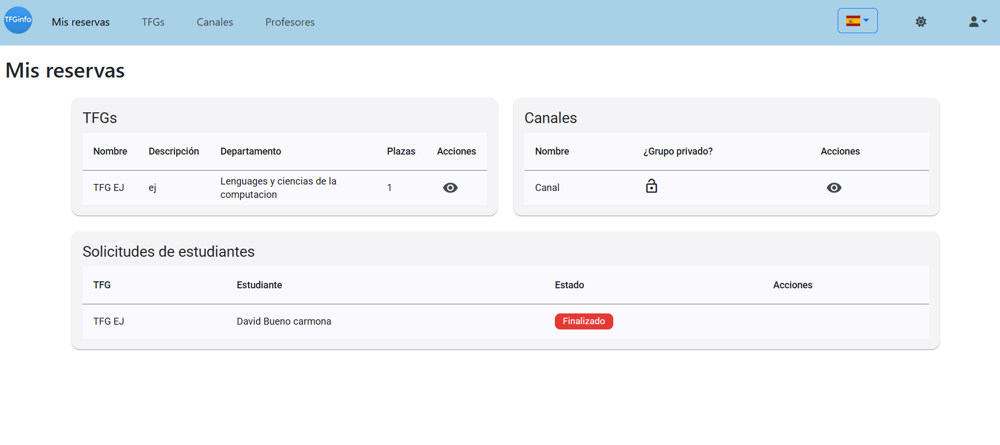 TFGinfo
Mis reservas
TFGs
Canales
Profesores
Mis reservas
TFGs
Nombre Descripción Departamento Plazas Acciones
TFG EJ ej Lenguages y ciencias de la computacion 1
Canales
Nombre ¿Grupo privado? Acciones
Canal
Solicitudes de estudiantes
TFG Estudiante Estado Acciones
TFG EJ David Bueno carmona Finalizado